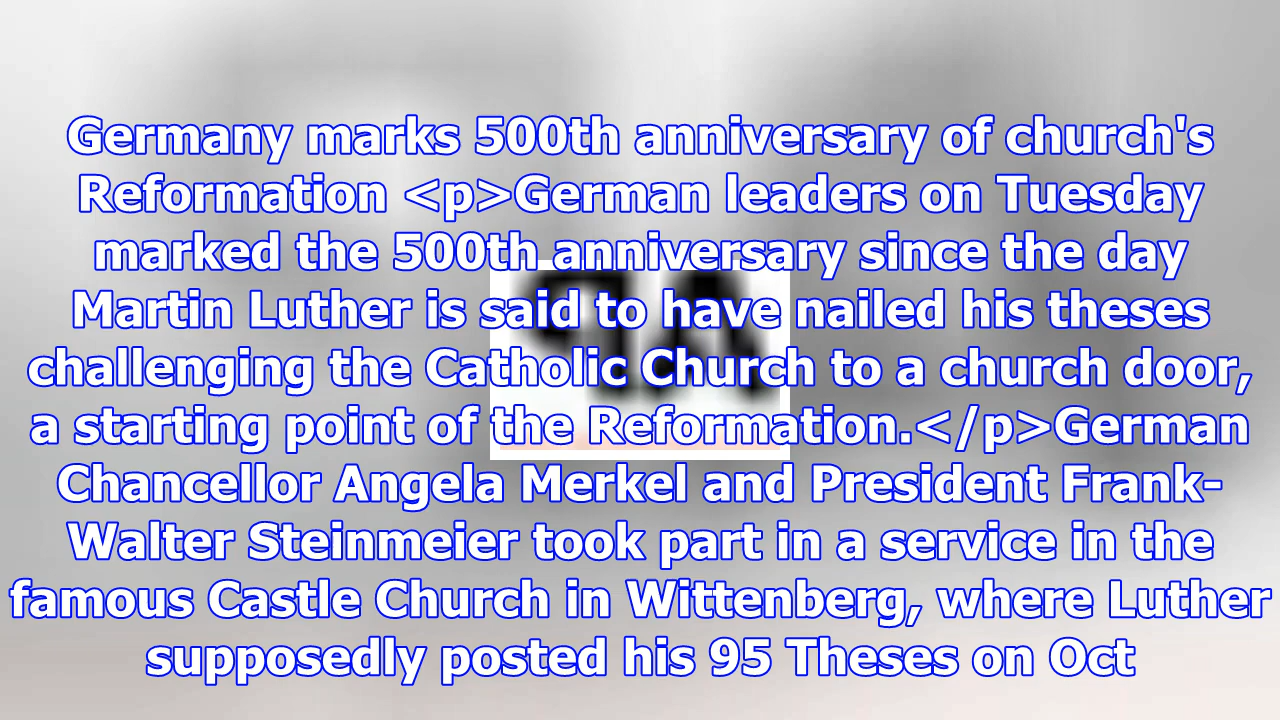 Germany marks 500th anniversary of church's
Reformation <p>German leaders on Tuesday
marked the 500th anniversary since the day
Martin Luther is said to have nailed his theses
challenging the Catholic Church to a church door,
a starting point of the Reformation.</p>German
Chancellor Angela Merkel and President Frank-
Walter Steinmeier took part in a service in the
famous Castle Church in Wittenberg, where Luther
supposedly posted his 95 Theses on Oct